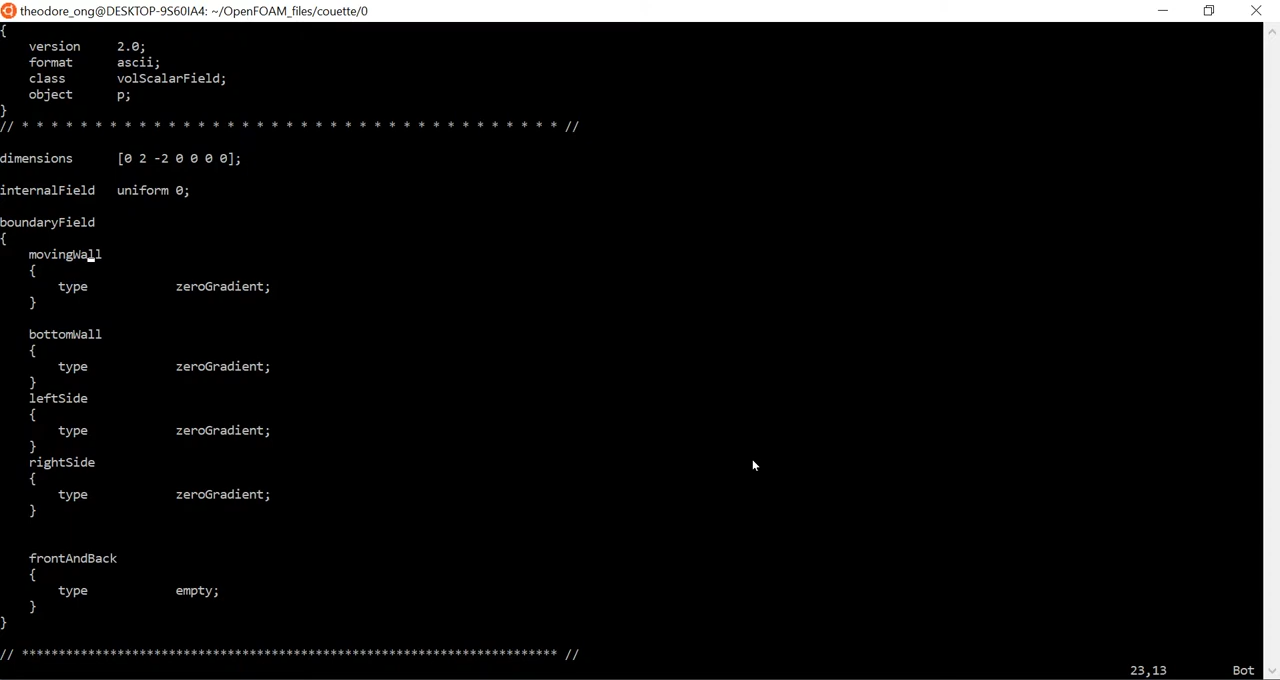 theodore_ong@DESKTOP-9S60IA4: ~/OpenFOAM_files/couette/0
{
    version     2.0;
    format      ascii;
    class       volScalarField;
    object      p;
}
// * * * * * * * * * * * * * * * * * * * * * * * * * * * * * * * * * * * * * //
dimensions      [0 2 -2 0 0 0 0];
internalField   uniform 0;
boundaryField
{
    movingWall
    {
        type            zeroGradient;
    }
    bottomWall
    {
        type            zeroGradient;
    }
    leftSide
    {
        type            zeroGradient;
    }
    rightSide
    {
        type            zeroGradient;
    }
    frontAndBack
    {
        type            empty;
    }
}
// ************************************************************************* //
23,13         Bot